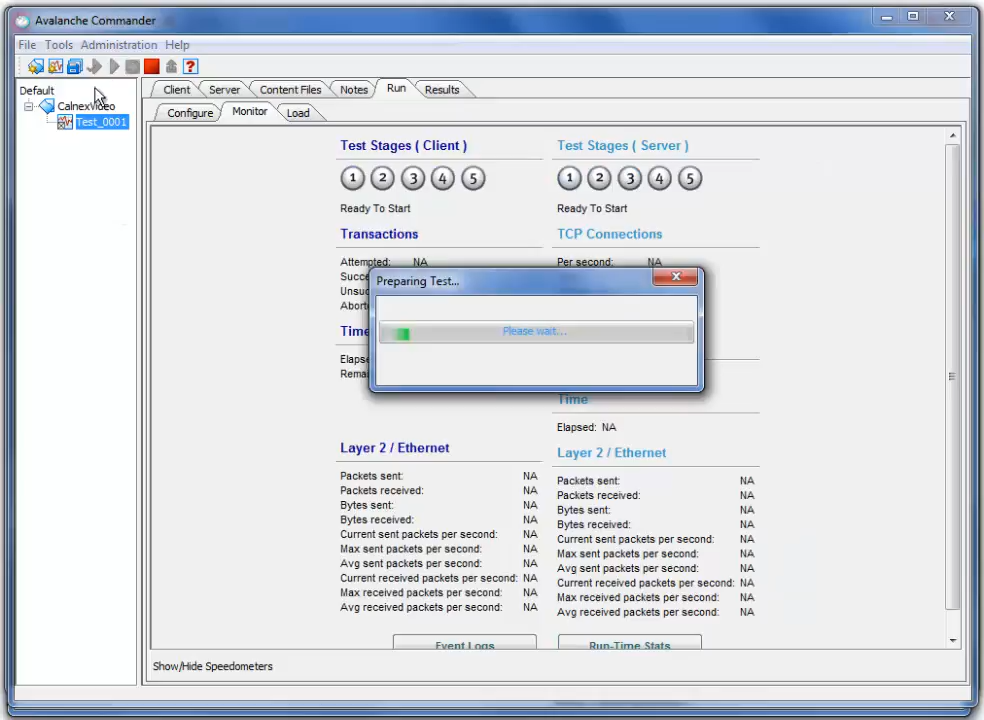 Avalanche Commander
File Tools Administration Help
Default
CalnexVideo
Test_0001
Client Server Content Files Notes Run Results
Configure Monitor Load
Test Stages ( Client )
1 2 3 4 5
Ready To Start
Transactions
Attempted: NA
Succe
Unsuc
Abort
Time
Elapse
Remai
Layer 2 / Ethernet
Packets sent: NA
Packets received: NA
Bytes sent: NA
Bytes received: NA
Current sent packets per second: NA
Max sent packets per second: NA
Avg sent packets per second: NA
Current received packets per second: NA
Max received packets per second: NA
Avg received packets per second: NA
Event Logs
Test Stages ( Server )
1 2 3 4 5
Ready To Start
TCP Connections
Per second: NA
Time
Elapsed: NA
Layer 2 / Ethernet
Packets sent: NA
Packets received: NA
Bytes sent: NA
Bytes received: NA
Current sent packets per second: NA
Max sent packets per second: NA
Avg sent packets per second: NA
Current received packets per second: NA
Max received packets per second: NA
Avg received packets per second: NA
Run-Time Stats
Preparing Test...
Please wait...
Show/Hide Speedometers